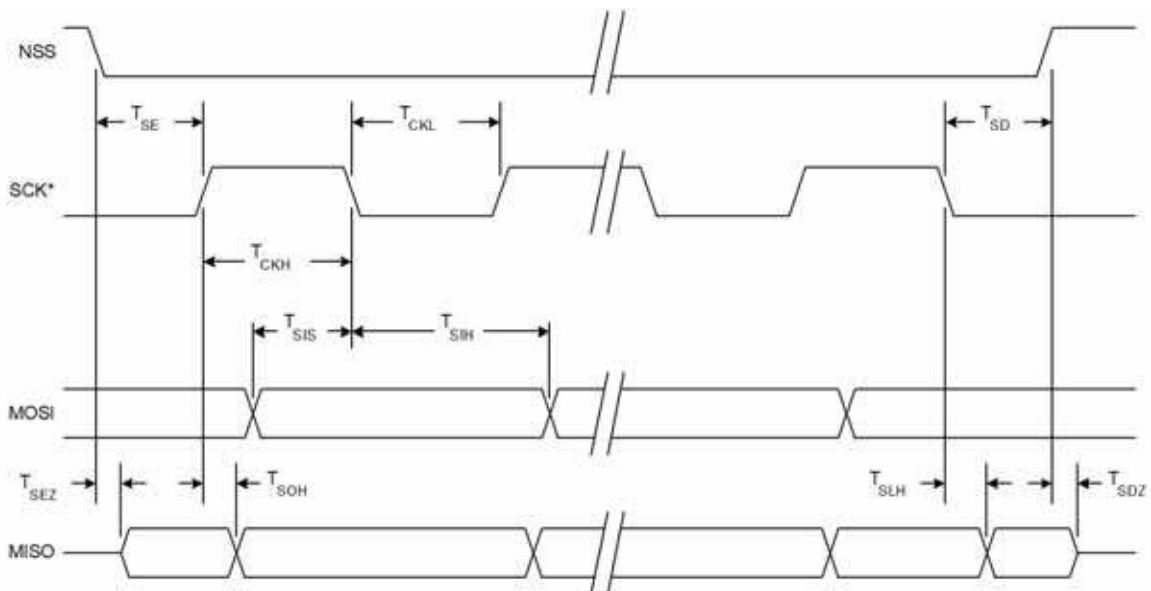 NSS
T SE
T CKL
T SD
SCK*
T CKH
T SIS
T SIH
MOSI
T SEZ
T SOH
T SLH
T SDZ
MISO